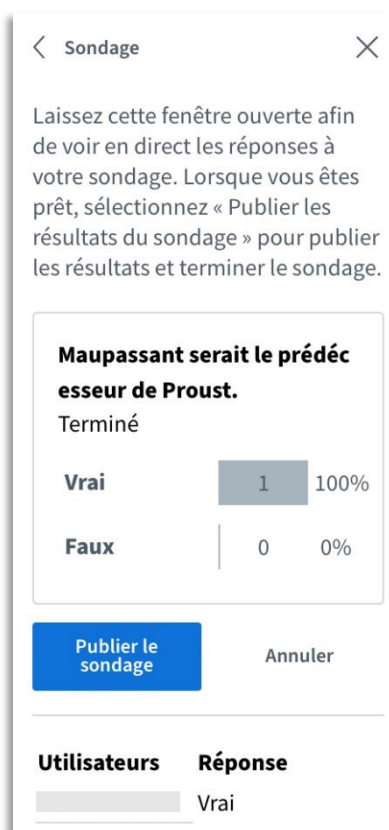 Sondage
Laissez cette fenêtre ouverte afin
de voir en direct les réponses à
votre sondage. Lorsque vous êtes
prêt, sélectionnez « Publier les
résultats du sondage » pour publier
les résultats et terminer le sondage.
Maupassant serait le prédéc
esseur de Proust.
Terminé
Vrai 1 100%
Faux 0 0%
Publier le
sondage
Annuler
Utilisateurs Réponse
Vrai